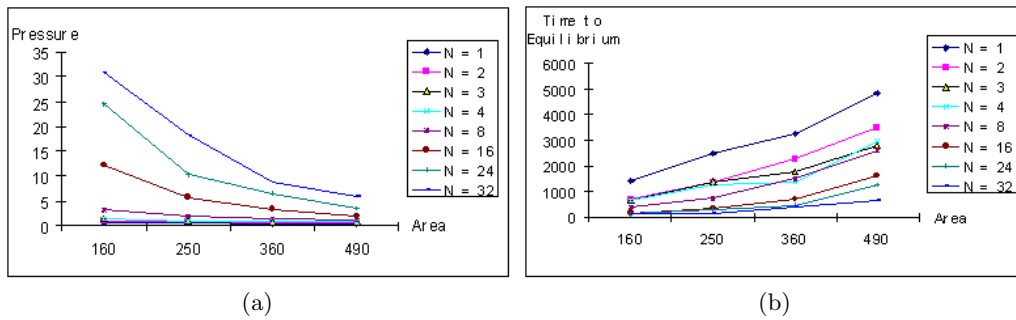 Pressure
35
30
25
20
15
10
5
0
160 250 360 490
Area
N = 1
N = 2
N = 3
N = 4
N = 8
N = 16
N = 24
N = 32
(a)
Time to
Equilibrium
6000
5000
4000
3000
2000
1000
0
160 250 360 490
Area
N = 1
N = 2
N = 3
N = 4
N = 8
N = 16
N = 24
N = 32
(b)